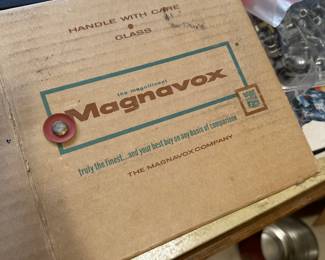 HANDLE WITH CARE
GLASS
the magnificent
Magnavox
truly the finest...and your best buy on any basis of comparison
THE MAGNAVOX COMPANY